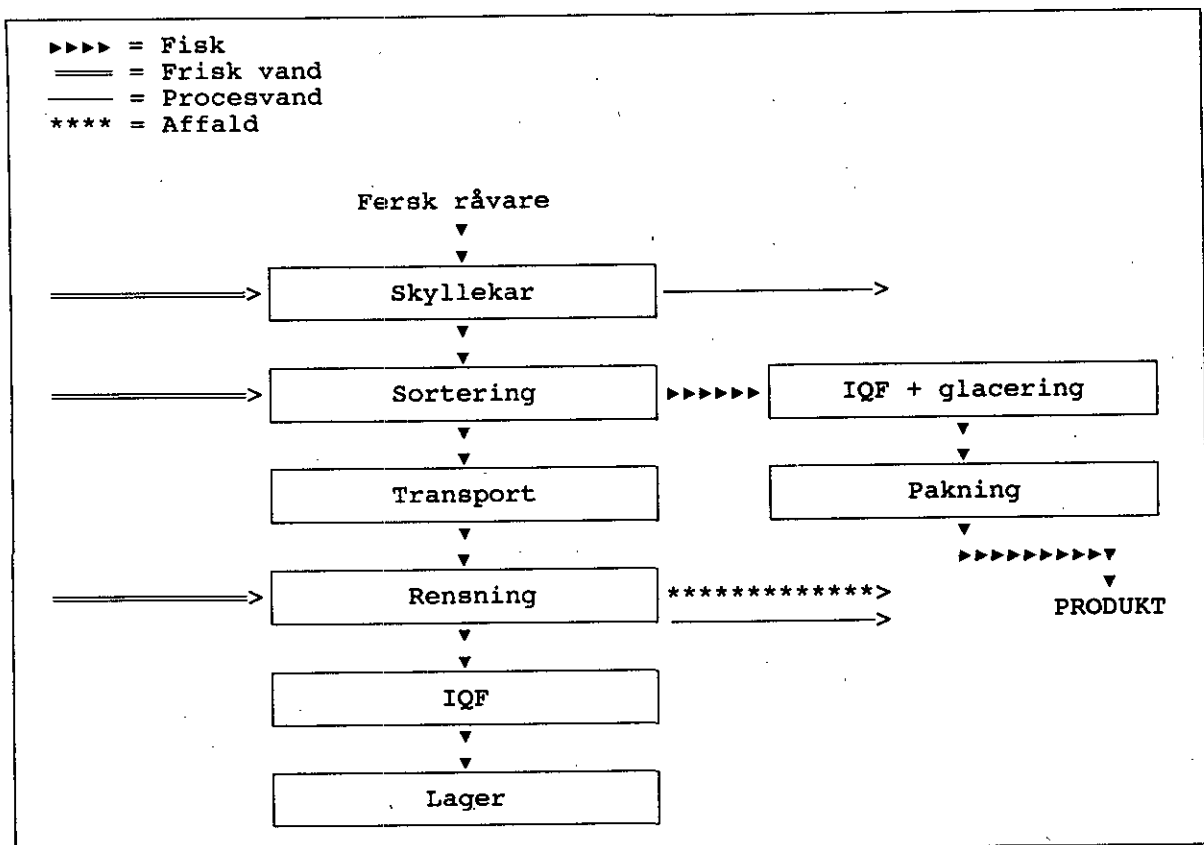 ►►►► = Fisk
═══ = Frisk vand
─── = Procesvand
**** = Affald
Fersk råvare
Skyllekar
Sortering
IQF + glacering
Transport
Pakning
Rensning
PRODUKT
IQF
Lager